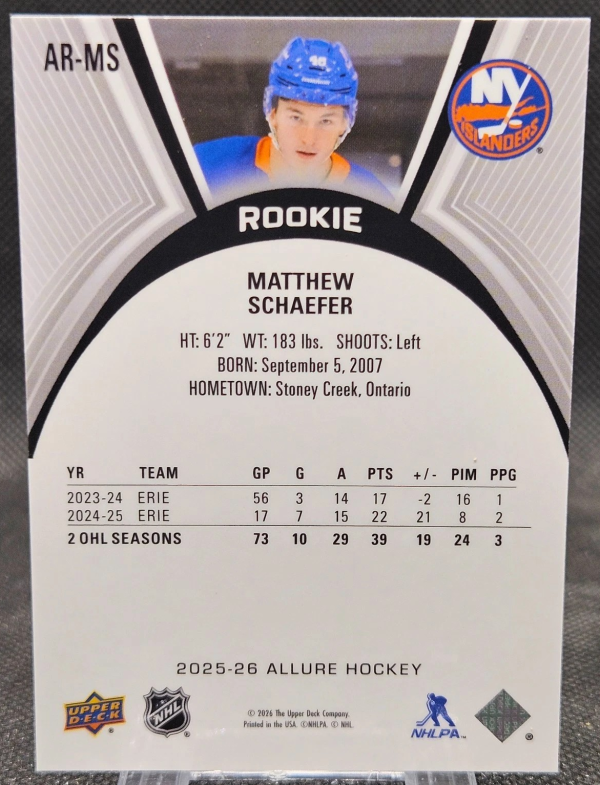 AR-MS
48
NY
ISLANDERS
ROOKIE
MATTHEW
SCHAEFER
HT: 6'2" WT: 183 lbs. SHOOTS: Left
BORN: September 5, 2007
HOMETOWN: Stoney Creek, Ontario
YR TEAM GP G A PTS +/- PIM PPG
2023-24 ERIE 56 3 14 17 -2 16 1
2024-25 ERIE 17 7 15 22 21 8 2
2 OHL SEASONS 73 10 29 39 19 24 3
2025-26 ALLURE HOCKEY
UPPER
DECK
NHL
© 2026 The Upper Deck Company.
Printed in USA. ©NHLPA. © NHL.
NHLPA